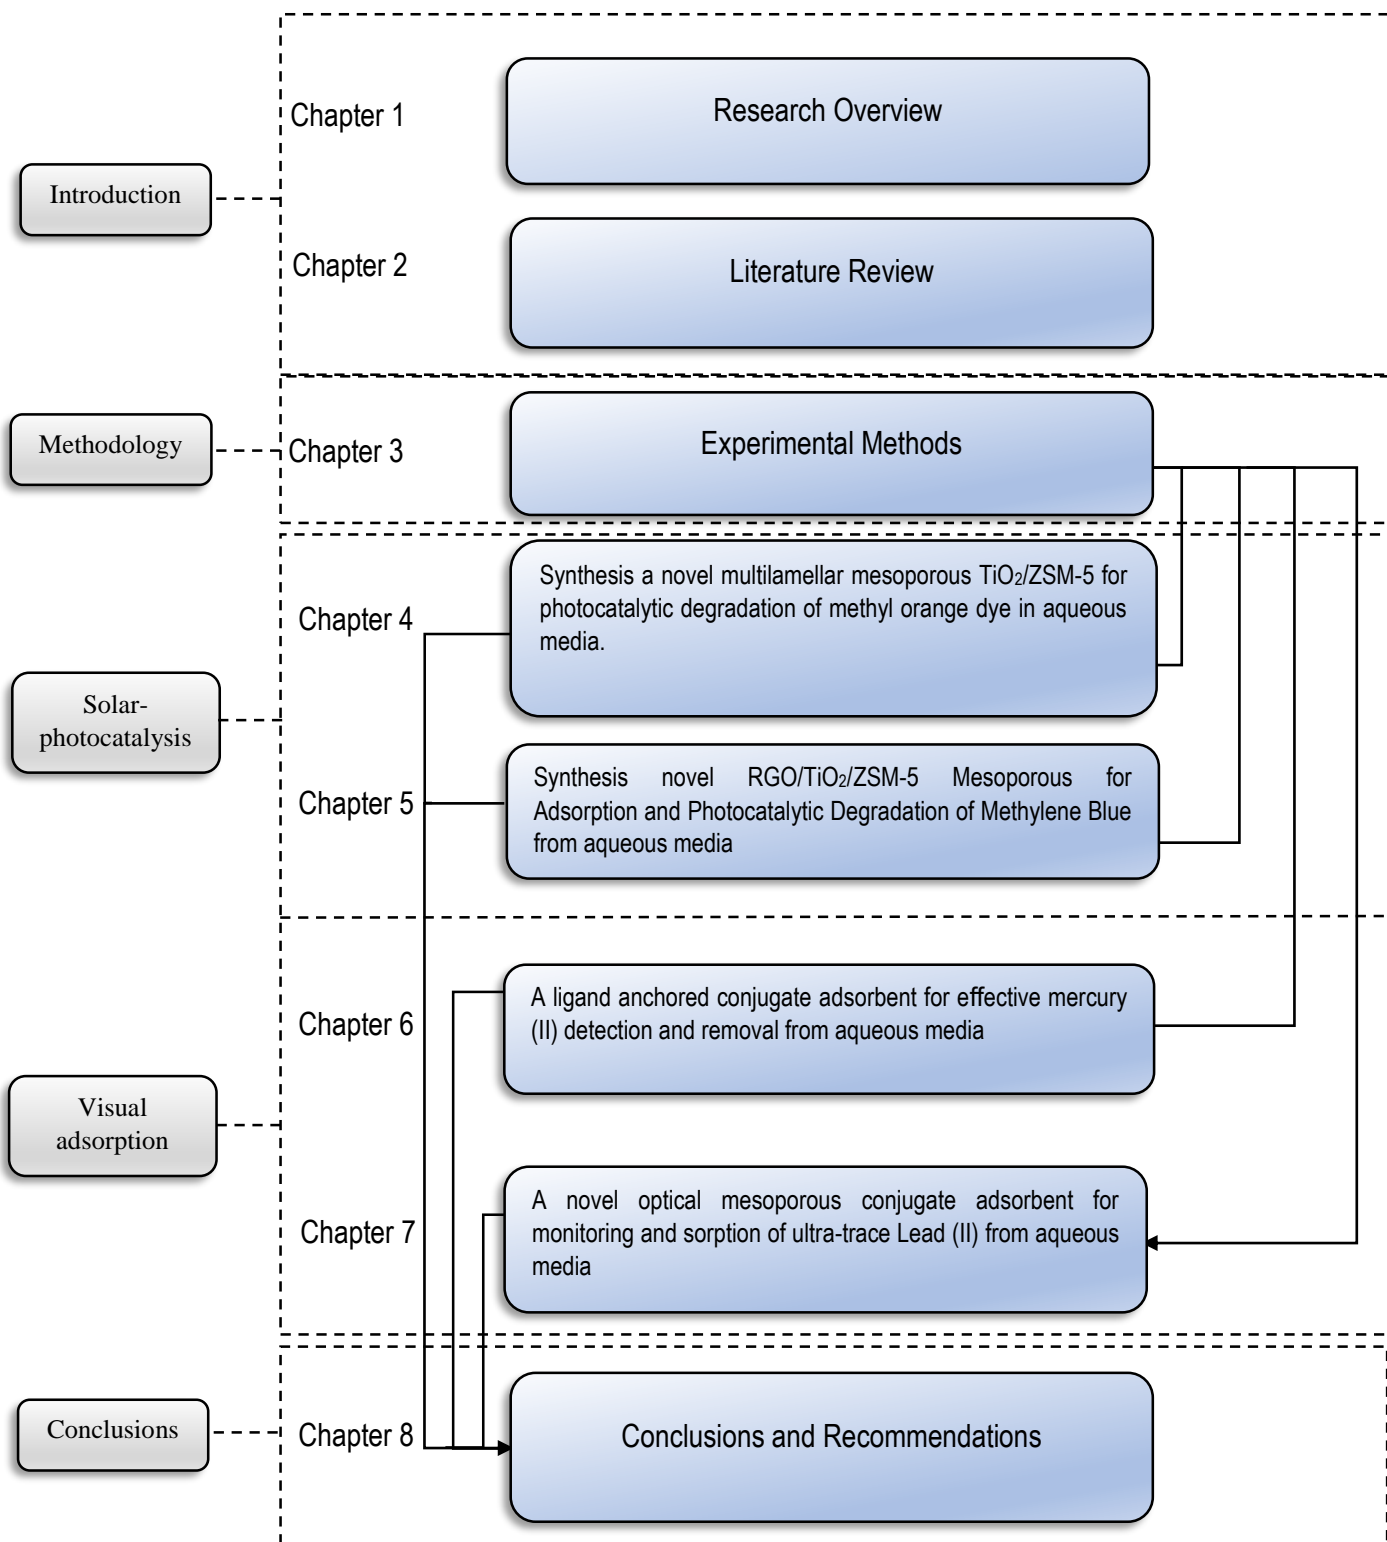 Chapter 1
Research Overview
Introduction
Chapter 2
Literature Review
Methodology
Chapter 3
Experimental Methods
Chapter 4
Synthesis a novel multilamellar mesoporous TiO₂/ZSM-5 for
photocatalytic degradation of methyl orange dye in aqueous
media.
Solar-
photocatalysis
Chapter 5
Synthesis novel RGO/TiO₂/ZSM-5 Mesoporous for
Adsorption and Photocatalytic Degradation of Methylene Blue
from aqueous media
Chapter 6
A ligand anchored conjugate adsorbent for effective mercury
(II) detection and removal from aqueous media
Visual
adsorption
Chapter 7
A novel optical mesoporous conjugate adsorbent for
monitoring and sorption of ultra-trace Lead (II) from aqueous
media
Conclusions
Chapter 8
Conclusions and Recommendations